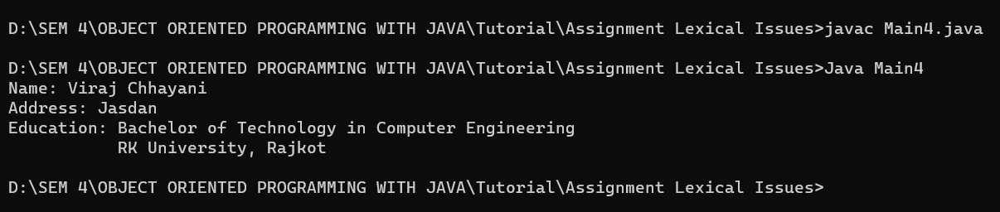 D:\SEM 4\OBJECT ORIENTED PROGRAMMING WITH JAVA\Tutorial\Assignment Lexical Issues>javac Main4.java
D:\SEM 4\OBJECT ORIENTED PROGRAMMING WITH JAVA\Tutorial\Assignment Lexical Issues>Java Main4
Name: Viraj Chhayani
Address: Jasdan
Education: Bachelor of Technology in Computer Engineering
           RK University, Rajkot
D:\SEM 4\OBJECT ORIENTED PROGRAMMING WITH JAVA\Tutorial\Assignment Lexical Issues>